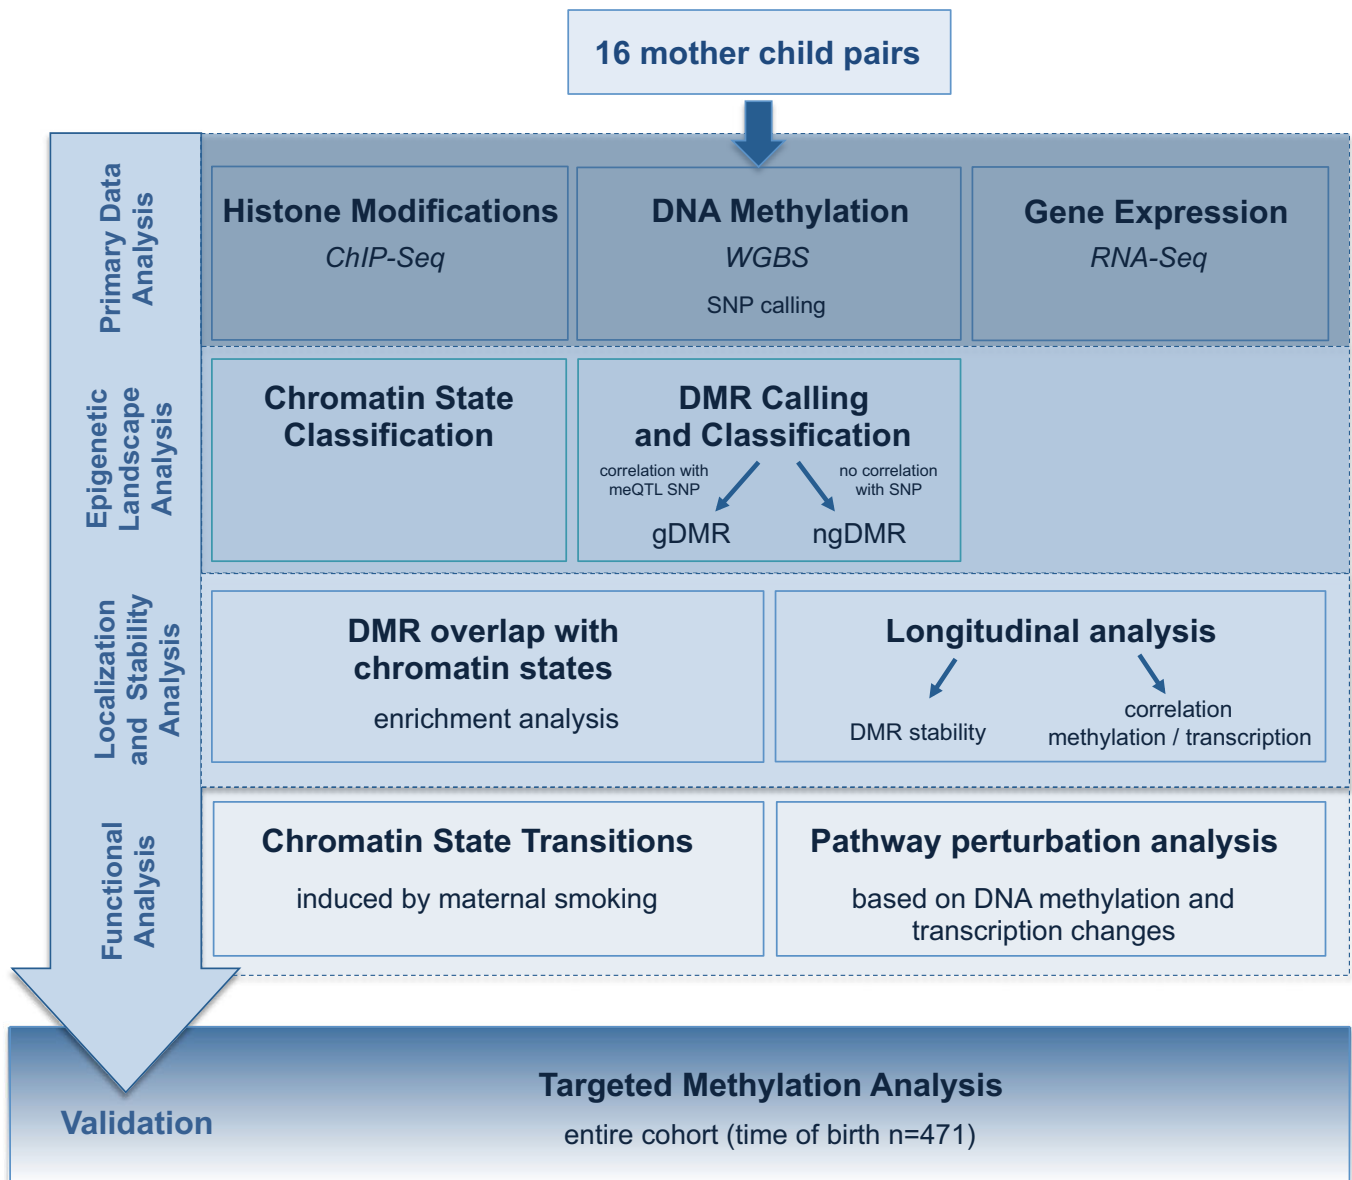 16 mother child pairs
Primary Data
Analysis
Histone Modifications
ChIP-Seq
DNA Methylation
WGBS
SNP calling
Gene Expression
RNA-Seq
Epigenetic
Landscape
Analysis
Chromatin State
Classification
DMR Calling
and Classification
correlation with
meQTL SNP
no correlation
with SNP
gDMR
ngDMR
Localization
and Stability
Analysis
DMR overlap with
chromatin states
enrichment analysis
Longitudinal analysis
DMR stability
correlation
methylation / transcription
Functional
Analysis
Chromatin State Transitions
induced by maternal smoking
Pathway perturbation analysis
based on DNA methylation and
transcription changes
Validation
Targeted Methylation Analysis
entire cohort (time of birth n=471)